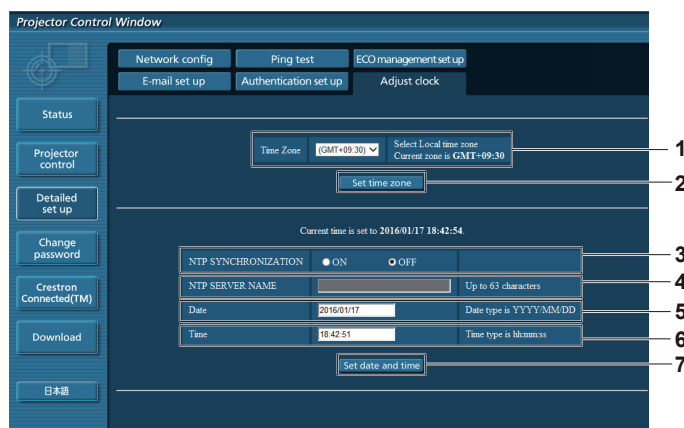 Projector Control Window
Network config
Ping test
ECO management set up
E-mail set up
Authentication set up
Adjust clock
Status
Projector
control
Detailed
set up
Change
password
Crestron
Connected(TM)
Download
日本語
Time Zone
(GMT+09:30)
Select Local time zone
Current zone is GMT+09:30
1
Set time zone
2
Current time is set to 2016/01/17 18:42:54.
NTP SYNCHRONIZATION
ON
OFF
3
NTP SERVER NAME
Up to 63 characters
4
Date
2016/01/17
Date type is YYYY/MM/DD
5
Time
18:42:51
Time type is hh:mm:ss
6
Set date and time
7